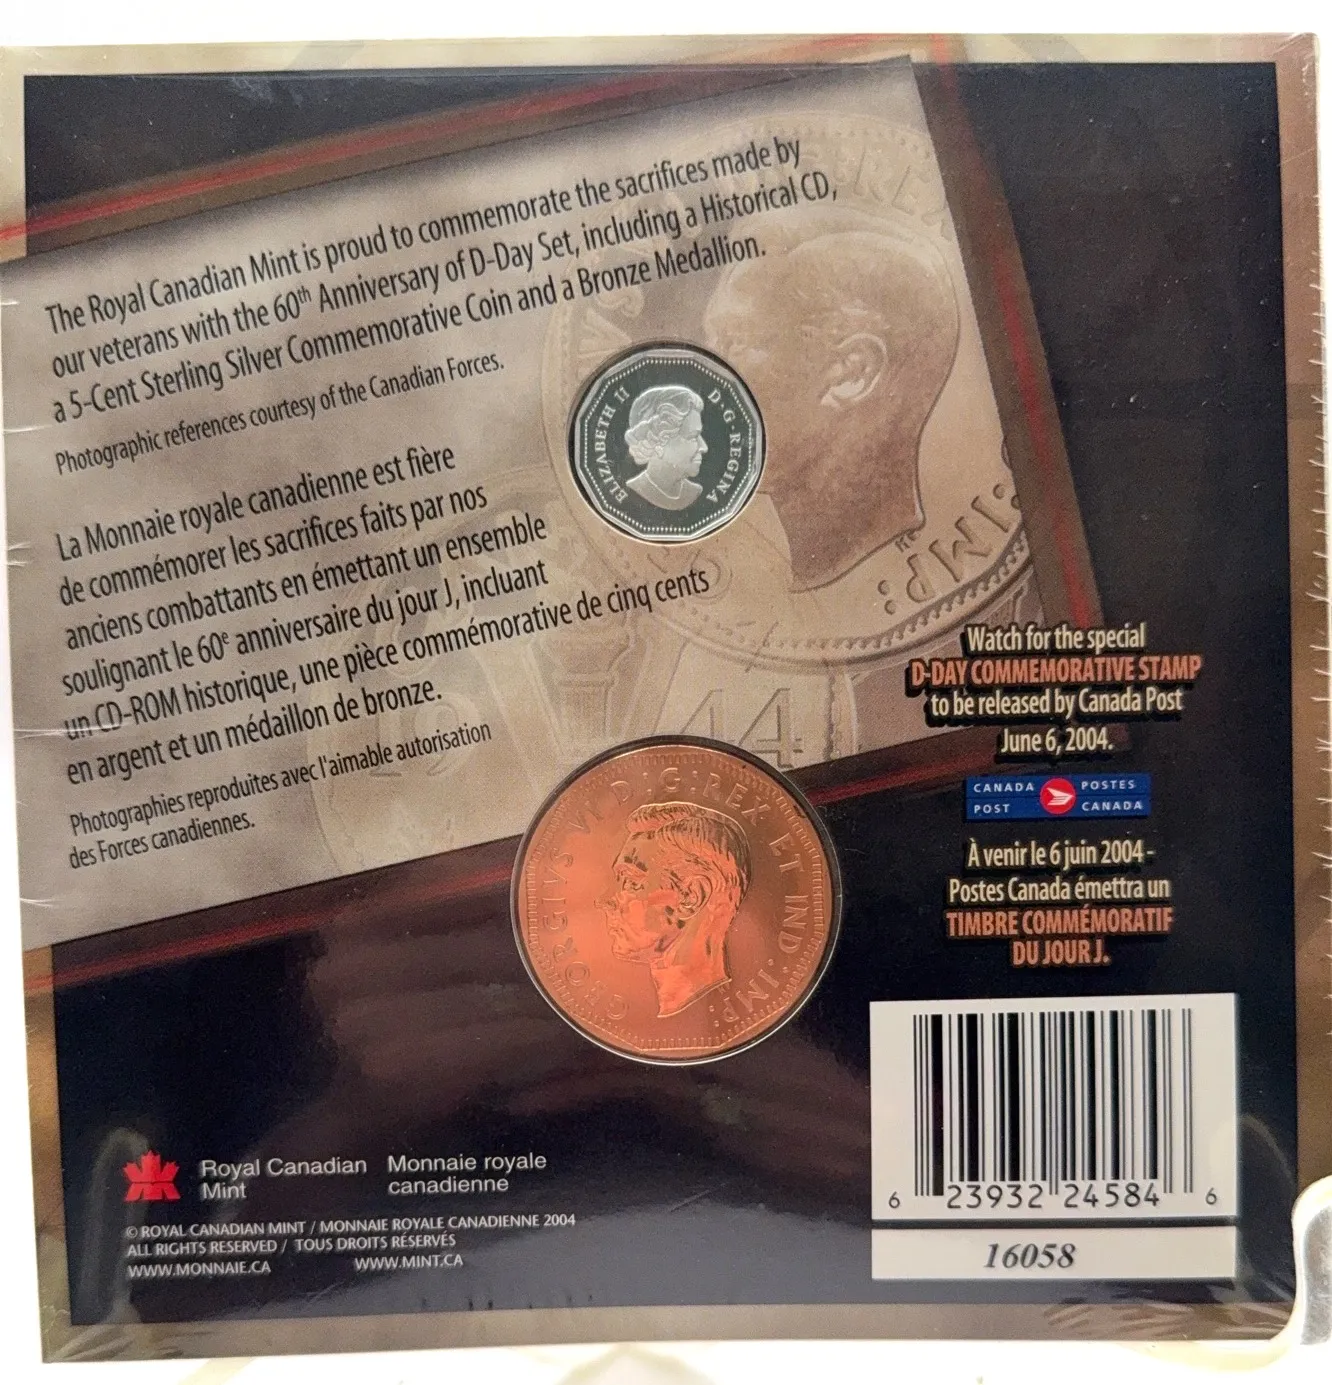 The Royal Canadian Mint is proud to commemorate the sacrifices made by
our veterans with the 60th Anniversary of D-Day Set, including a Historical CD,
a 5-Cent Sterling Silver Commemorative Coin and a Bronze Medallion.
Photographic references courtesy of the Canadian Forces.
La Monnaie royale canadienne est fière
de commémorer les sacrifices faits par nos
anciens combattants en émettant un ensemble
soulignant le 60e anniversaire du jour J, incluant
un CD-ROM historique, une pièce commémorative de cinq cents
en argent et un médaillon de bronze.
Photographies reproduites avec l'aimable autorisation
des Forces canadiennes.
ELIZABETH II D·G·REGINA
IMP:
1944
GEORGIVS VI D:G:REX ET IND·IMP:
Watch for the special
D-DAY COMMEMORATIVE STAMP
to be released by Canada Post
June 6, 2004.
CANADA POSTES
POST CANADA
À venir le 6 juin 2004 -
Postes Canada émettra un
TIMBRE COMMÉMORATIF
DU JOUR J.
6 23932 24584 6
16058
Royal Canadian Monnaie royale
Mint canadienne
© ROYAL CANADIAN MINT / MONNAIE ROYALE CANADIENNE 2004
ALL RIGHTS RESERVED / TOUS DROITS RÉSERVÉS
WWW.MONNAIE.CA WWW.MINT.CA